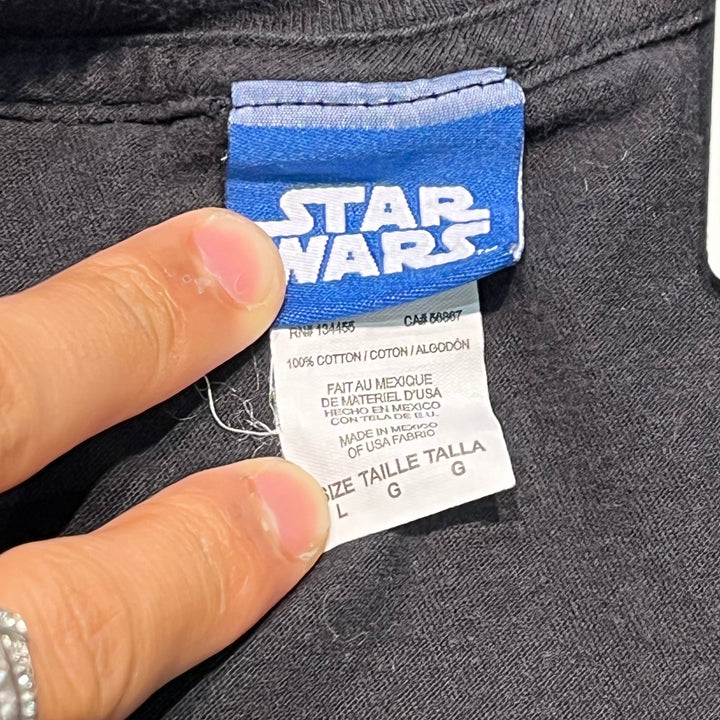 STAR
WARS
RN# 134455 CA# 56867
100% COTTON / COTON / ALGODÓN
FAIT AU MEXIQUE
DE MATERIEL D'USA
HECHO EN MEXICO
CON TELA DE E.U.
MADE IN MEXICO
OF USA FABRIC
SIZE TAILLE TALLA
L G G